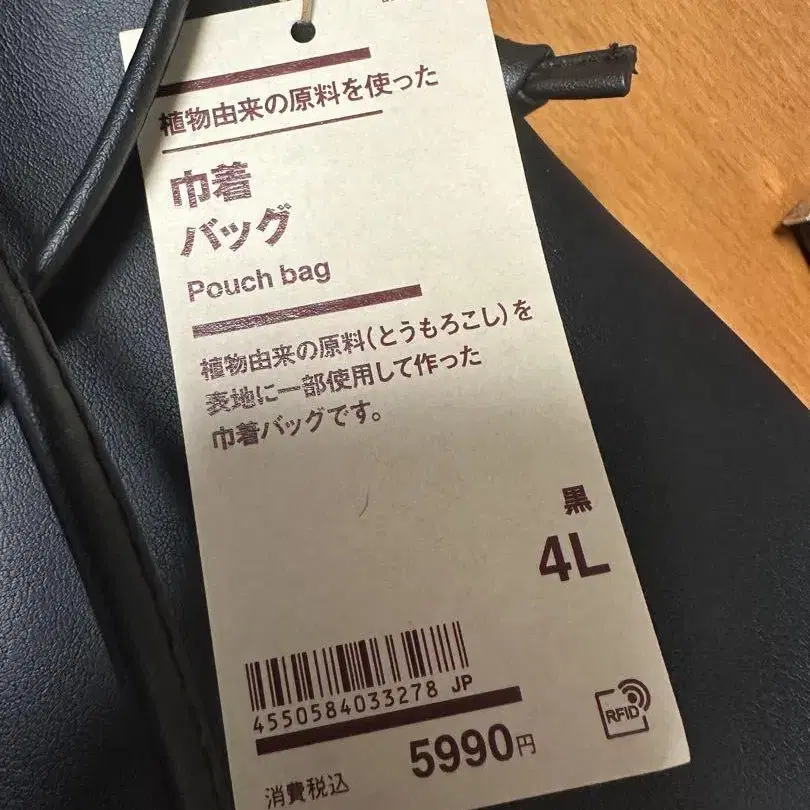 植物由来の原料を使った
巾着
バッグ
Pouch bag
植物由来の原料(とうもろこし)を
表地に一部使用して作った
巾着バッグです。
黒
4L
4550584033278 JP
5990円
消費税込
RFID